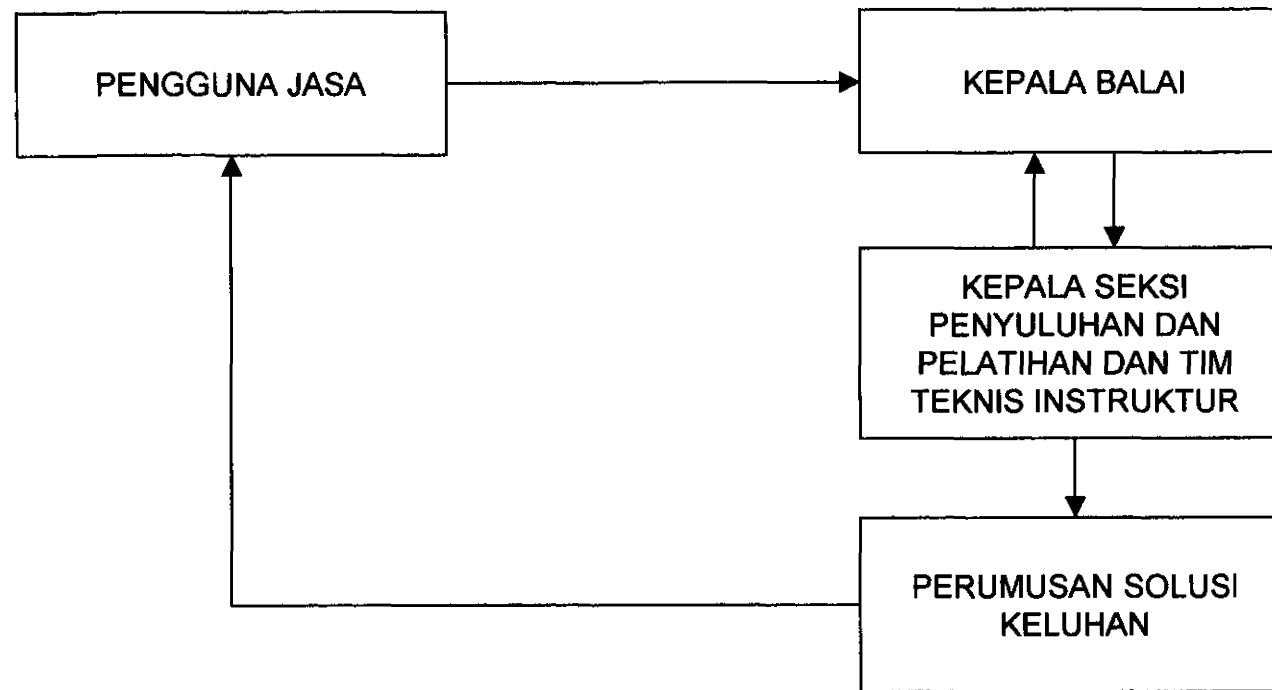 PENGGUNA JASA
KEPALA BALAI
KEPALA SEKSI
PENYULUHAN DAN
PELATIHAN DAN TIM
TEKNIS INSTRUKTUR
PERUMUSAN SOLUSI
KELUHAN